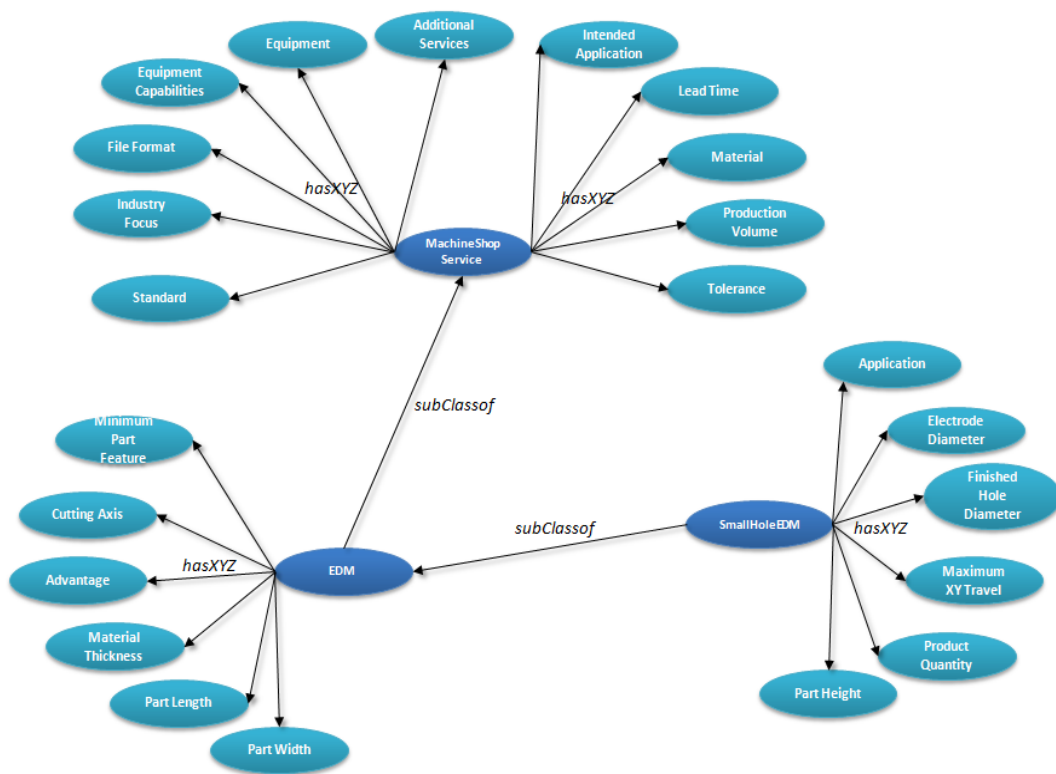 Additional
Services
Equipment
Intended
Application
Equipment
Capabilities
Lead Time
File Format
Material
hasXYZ
hasXYZ
Industry
Focus
Production
Volume
MachineShop
Service
Standard
Tolerance
Application
subClassof
Minimum
Part
Feature
Electrode
Diameter
Finished
Hole
Diameter
Cutting Axis
SmallHoleEDM
subClassof
hasXYZ
hasXYZ
EDM
Advantage
Maximum
XY Travel
Material
Thickness
Product
Quantity
Part Height
Part Length
Part Width